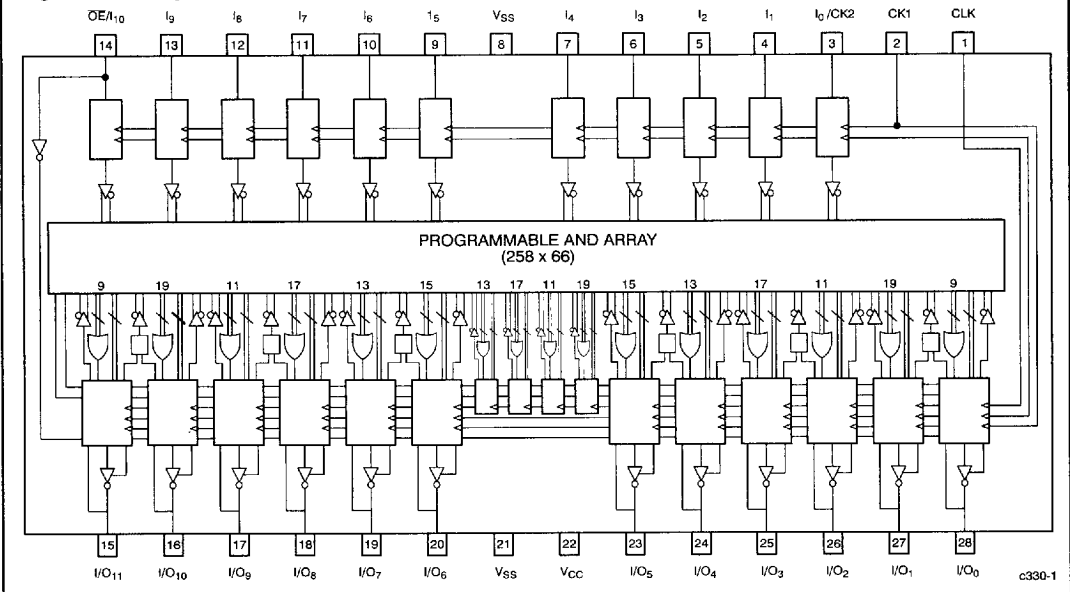 OE/I10 I9 I8 I7 I6 15 VSS I4 I3 I2 I1 I0/CK2 CK1 CLK
14 13 12 11 10 9 8 7 6 5 4 3 2 1
PROGRAMMABLE AND ARRAY
(258 x 66)
9 19 11 17 13 15 13 17 11 19 15 13 17 11 19 9
15 16 17 18 19 20 21 22 23 24 25 26 27 28
I/O11 I/O10 I/O9 I/O8 I/O7 I/O6 VSS VCC I/O5 I/O4 I/O3 I/O2 I/O1 I/O0
c330-1